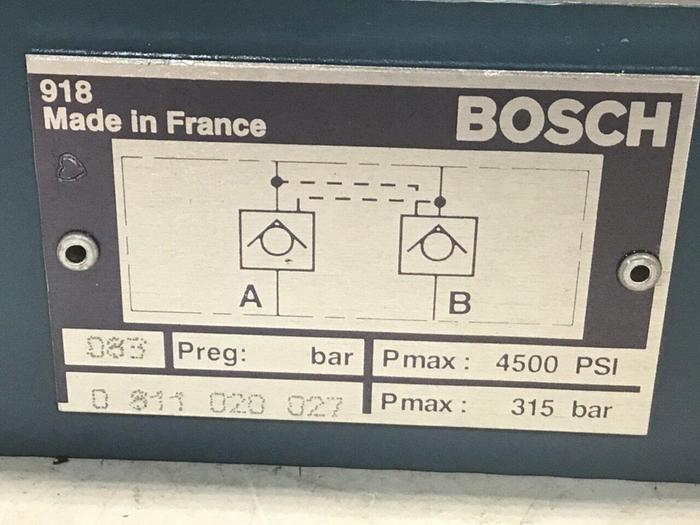 918
Made in France
BOSCH
A
B
083
Preg: bar
Pmax: 4500 PSI
0 811 020 027
Pmax: 315 bar